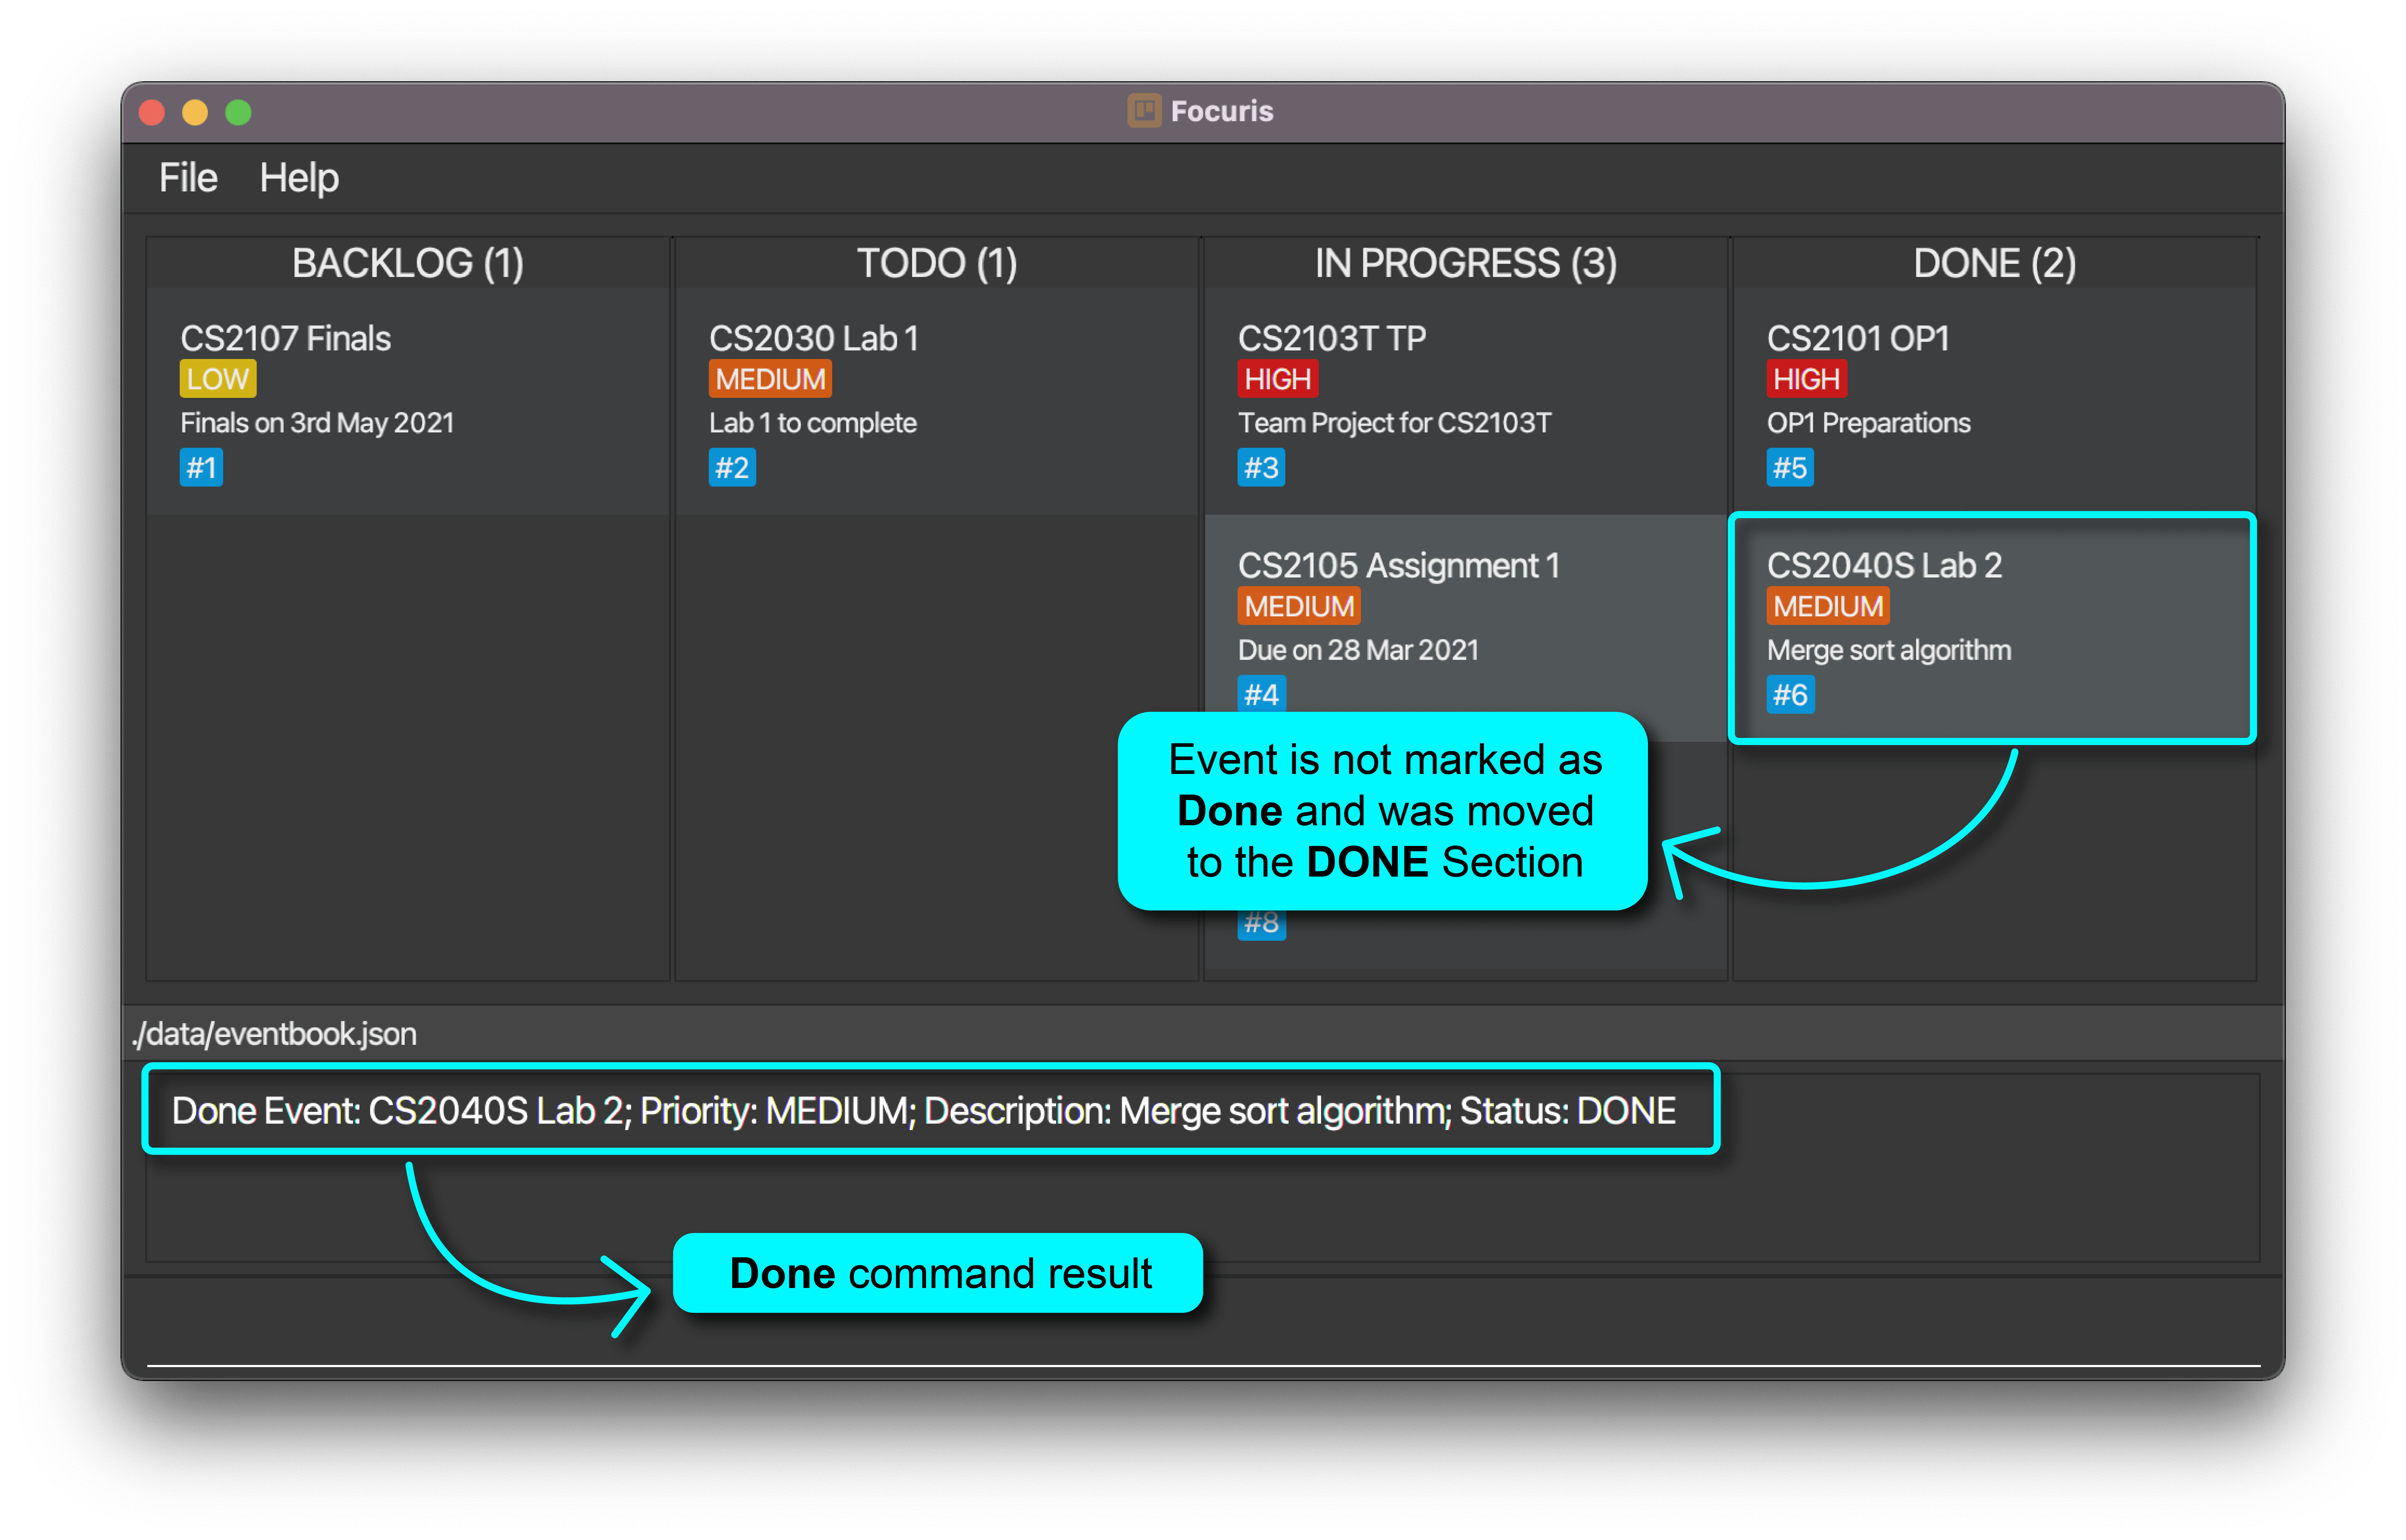 Focuris
File Help
BACKLOG (1)
CS2107 Finals
LOW
Finals on 3rd May 2021
#1
TODO (1)
CS2030 Lab 1
MEDIUM
Lab 1 to complete
#2
IN PROGRESS (3)
CS2103T TP
HIGH
Team Project for CS2103T
#3
CS2105 Assignment 1
MEDIUM
Due on 28 Mar 2021
#4
#8
DONE (2)
CS2101 OP1
HIGH
OP1 Preparations
#5
CS2040S Lab 2
MEDIUM
Merge sort algorithm
#6
Event is not marked as
Done and was moved
to the DONE Section
./data/eventbook.json
Done Event: CS2040S Lab 2; Priority: MEDIUM; Description: Merge sort algorithm; Status: DONE
Done command result